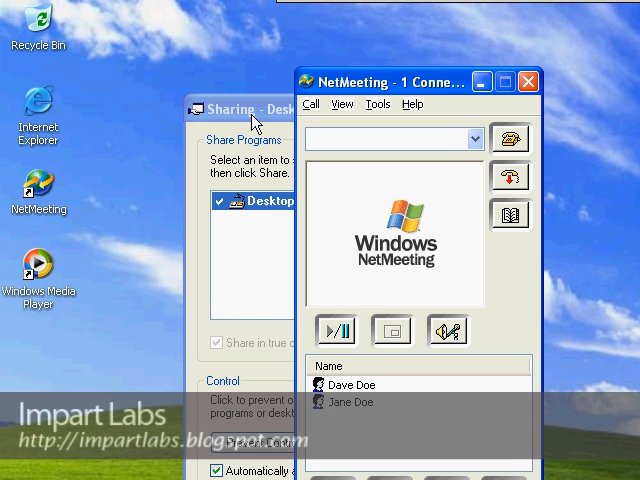 Recycle Bin
Internet
Explorer
NetMeeting
Windows Media
Player
Sharing - Desk
Share Programs
Select an item to
then click Share.
Desktop
Share in true
Control
Click to prevent
programs or
Automatically
NetMeeting - 1 Conne...
Call View Tools Help
Windows
NetMeeting
Name
Dave Doe
Jane Doe
Impart Labs
http://impartlabs.blogspot.com